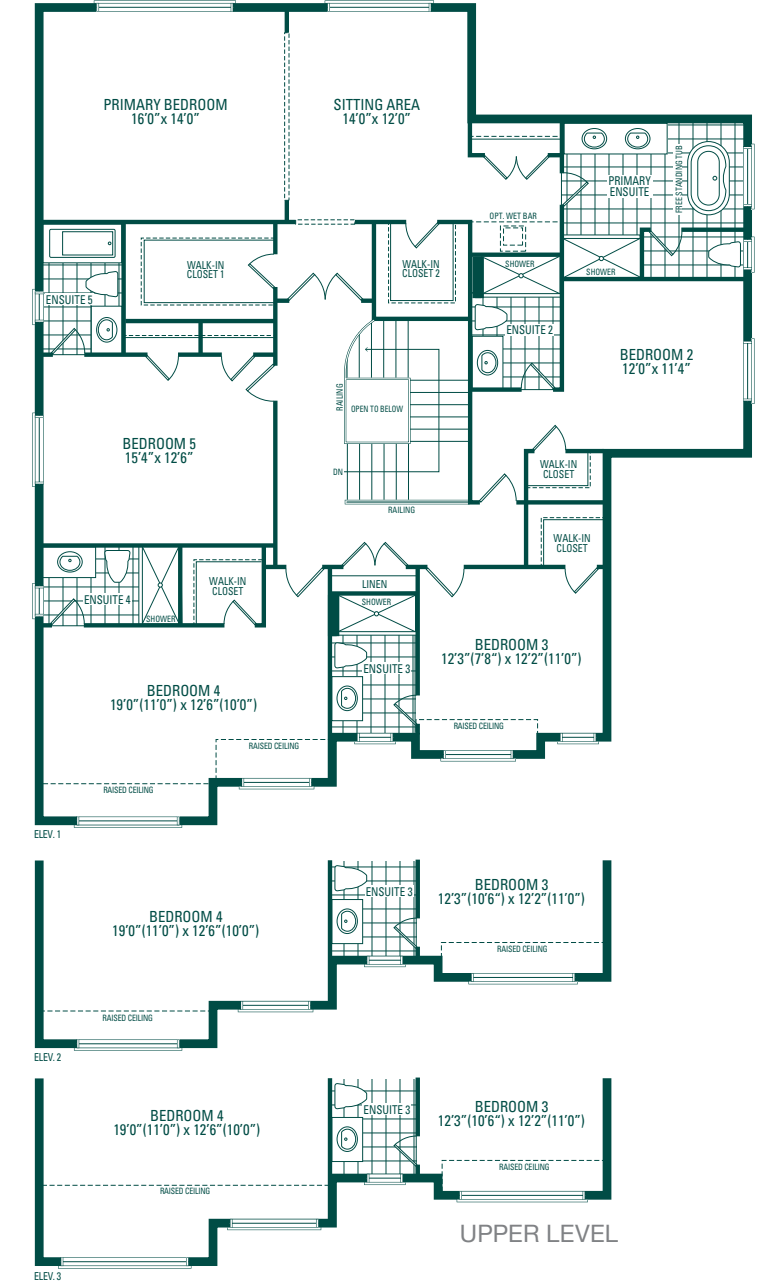 PRIMARY BEDROOM
16'0"x 14'0"
SITTING AREA
14'0"x 12'0"
PRIMARY
ENSUITE
FREE STANDING TUB
OPT. WET BAR
SHOWER
WALK-IN
CLOSET 1
WALK-IN
CLOSET 2
SHOWER
ENSUITE 5
ENSUITE 2
BEDROOM 2
12'0"x 11'4"
RAILING
OPEN TO BELOW
BEDROOM 5
15'4" x 12'6"
DN
WALK-IN
CLOSET
RAILING
WALK-IN
CLOSET
LINEN
WALK-IN
CLOSET
ENSUITE 4
SHOWER
SHOWER
BEDROOM 3
12'3"(7'8") x 12'2"(11'0")
ENSUITE 3
BEDROOM 4
19'0"(11'0") x 12'6"(10'0")
RAISED CEILING
RAISED CEILING
RAISED CEILING
ELEV. 1
BEDROOM 3
12'3"(10'6") x 12'2"(11'0")
ENSUITE 3
BEDROOM 4
19'0"(11'0") x 12'6"(10'0")
RAISED CEILING
RAISED CEILING
ELEV. 2
BEDROOM 3
12'3"(10'6") x 12'2"(11'0")
ENSUITE 3
BEDROOM 4
19'0"(11'0") x 12'6"(10'0")
RAISED CEILING
RAISED CEILING
UPPER LEVEL
ELEV. 3